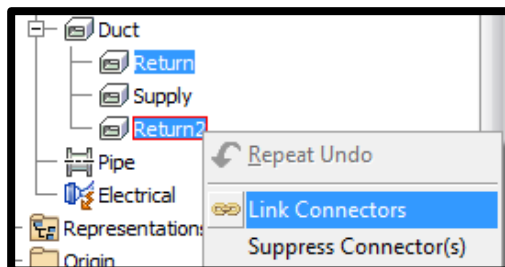 Duct
Return
Supply
Return2
Pipe
Repeat Undo
Electrical
Link Connectors
Representations
Suppress Connector(s)
Origin